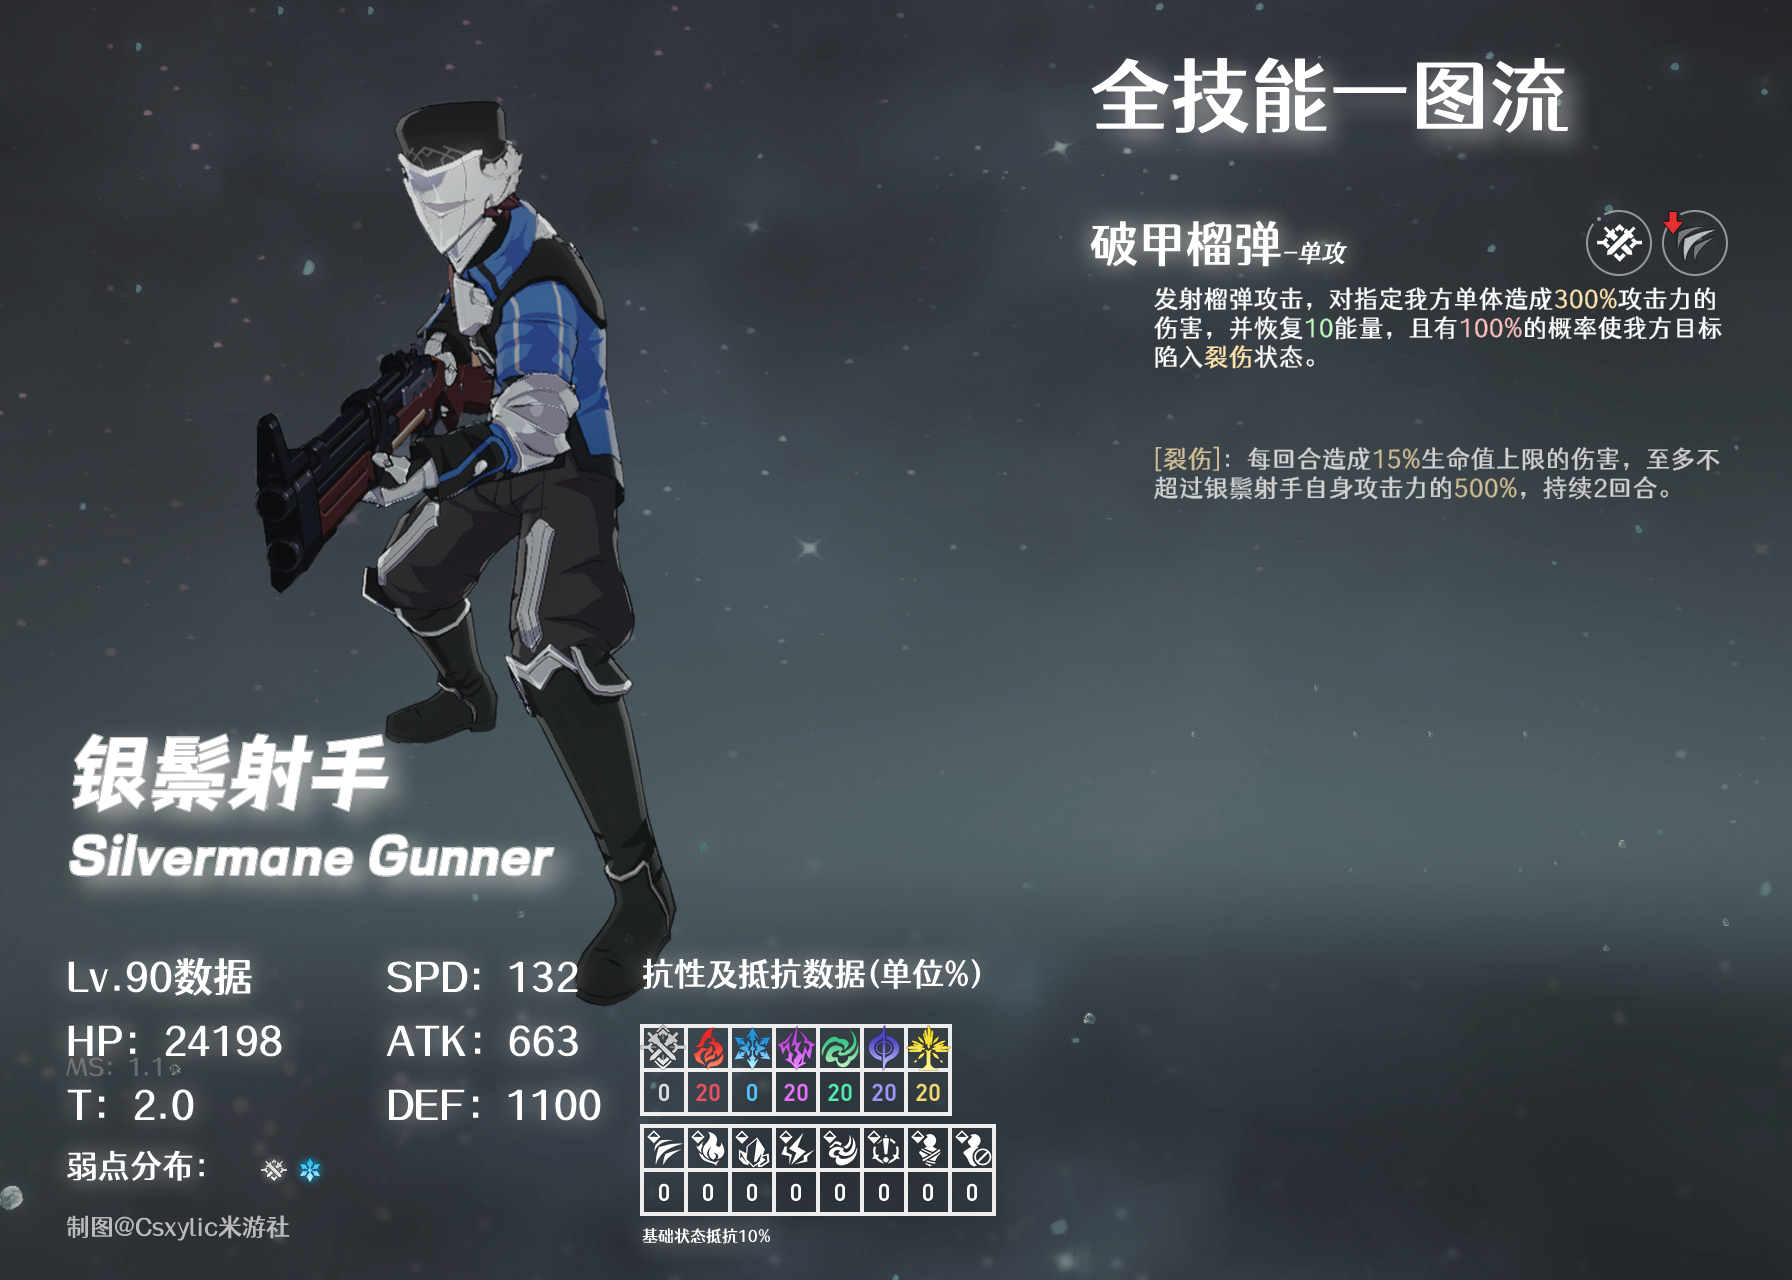 全技能一图流
破甲榴弹-单攻
发射榴弹攻击，对指定我方单体造成300%攻击力的
伤害，并恢复10能量，且有100%的概率使我方目标
陷入裂伤状态。
[裂伤]：每回合造成15%生命值上限的伤害，至多不
超过银鬃射手自身攻击力的500%，持续2回合。
银鬃射手
Silvermane Gunner
Lv.90数据
SPD：132
HP：24198
ATK：663
MS：1.1
T：2.0
DEF：1100
弱点分布：
制图@Csxylic米游社
抗性及抵抗数据(单位%)
0 20 0 20 20 20 20
0 0 0 0 0 0 0 0
基础状态抵抗10%